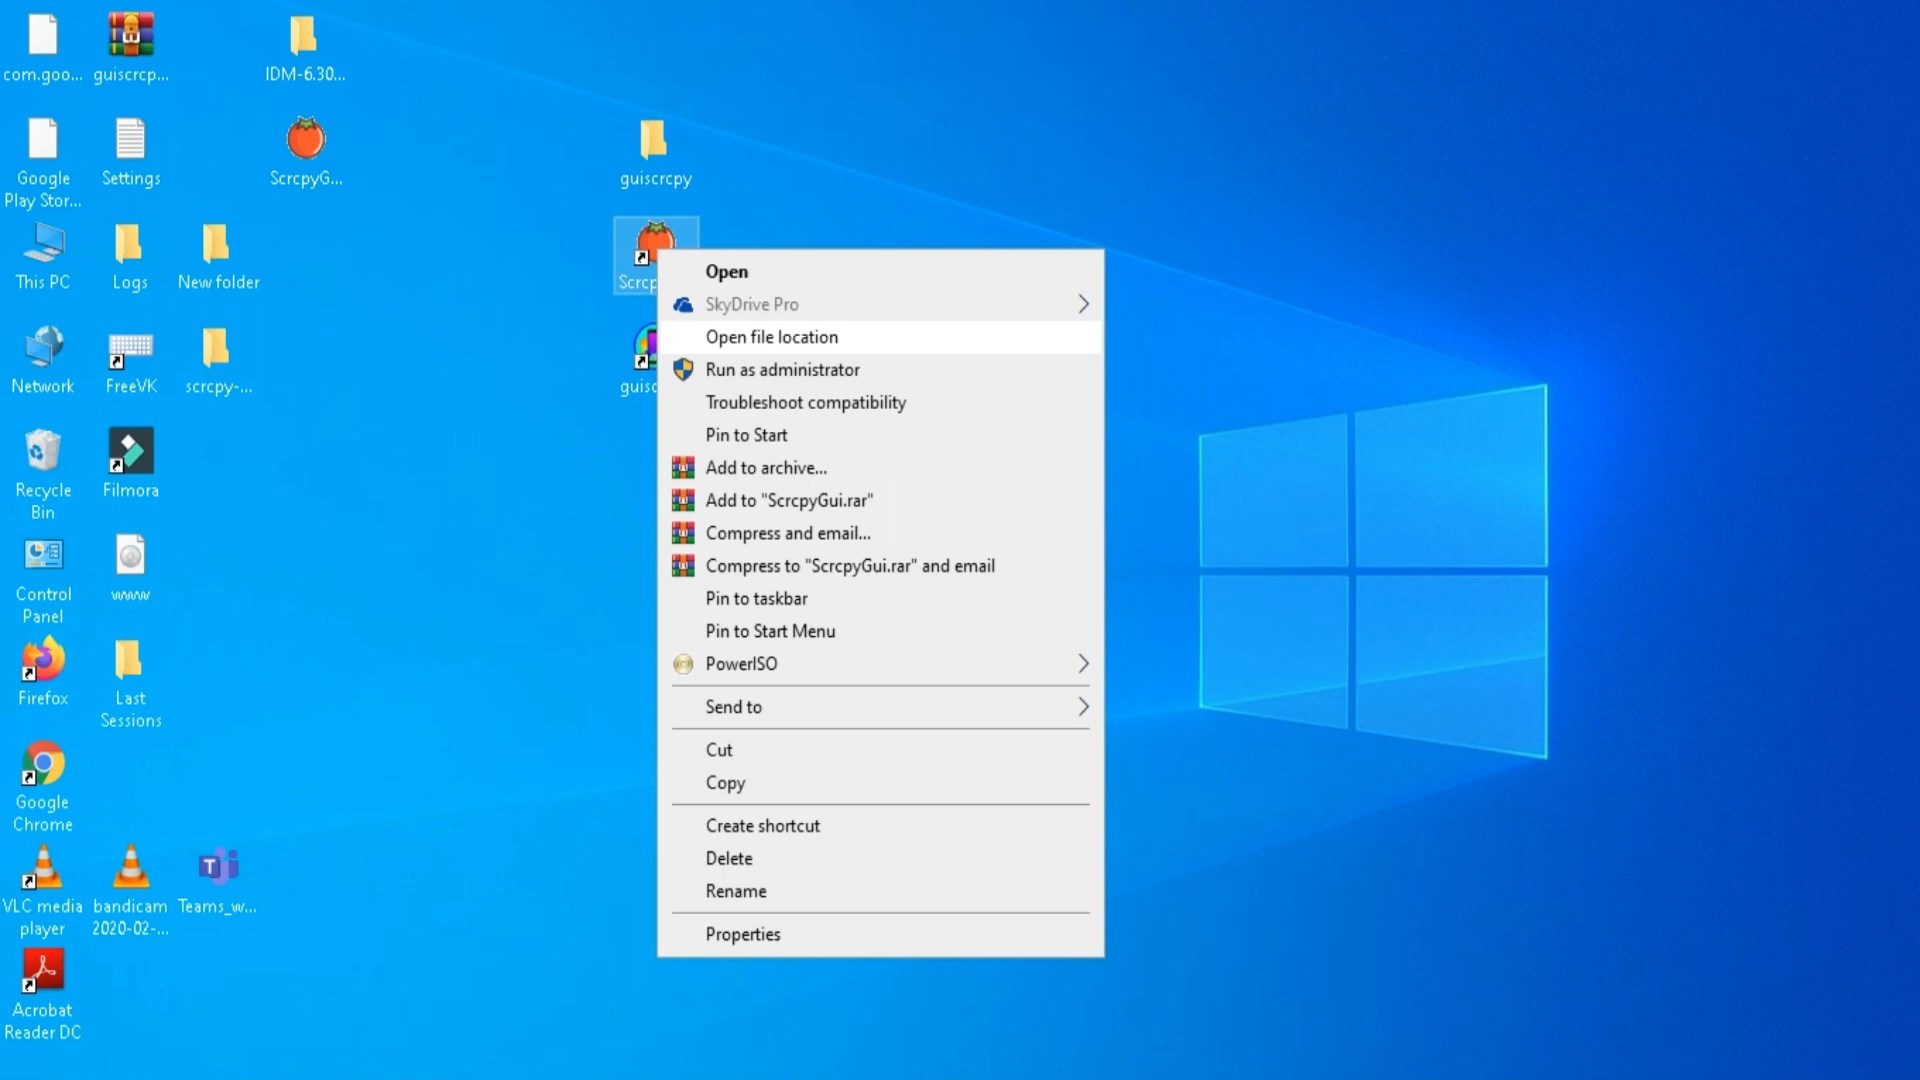 com.goo...
guiscrcp...
IDM-6.30...
Google
Play Stor...
Settings
ScrcpyG...
guiscrcpy
This PC
Logs
New folder
Scrcp
Network
FreeVK
scrcpy-...
guisc
Recycle
Bin
Filmora
Control
Panel
www
Firefox
Last
Sessions
Google
Chrome
VLC media
player
bandicam
2020-02-...
Teams_w...
Acrobat
Reader DC
Open
SkyDrive Pro
Open file location
Run as administrator
Troubleshoot compatibility
Pin to Start
Add to archive...
Add to "ScrcpyGui.rar"
Compress and email...
Compress to "ScrcpyGui.rar" and email
Pin to taskbar
Pin to Start Menu
PowerISO
Send to
Cut
Copy
Create shortcut
Delete
Rename
Properties